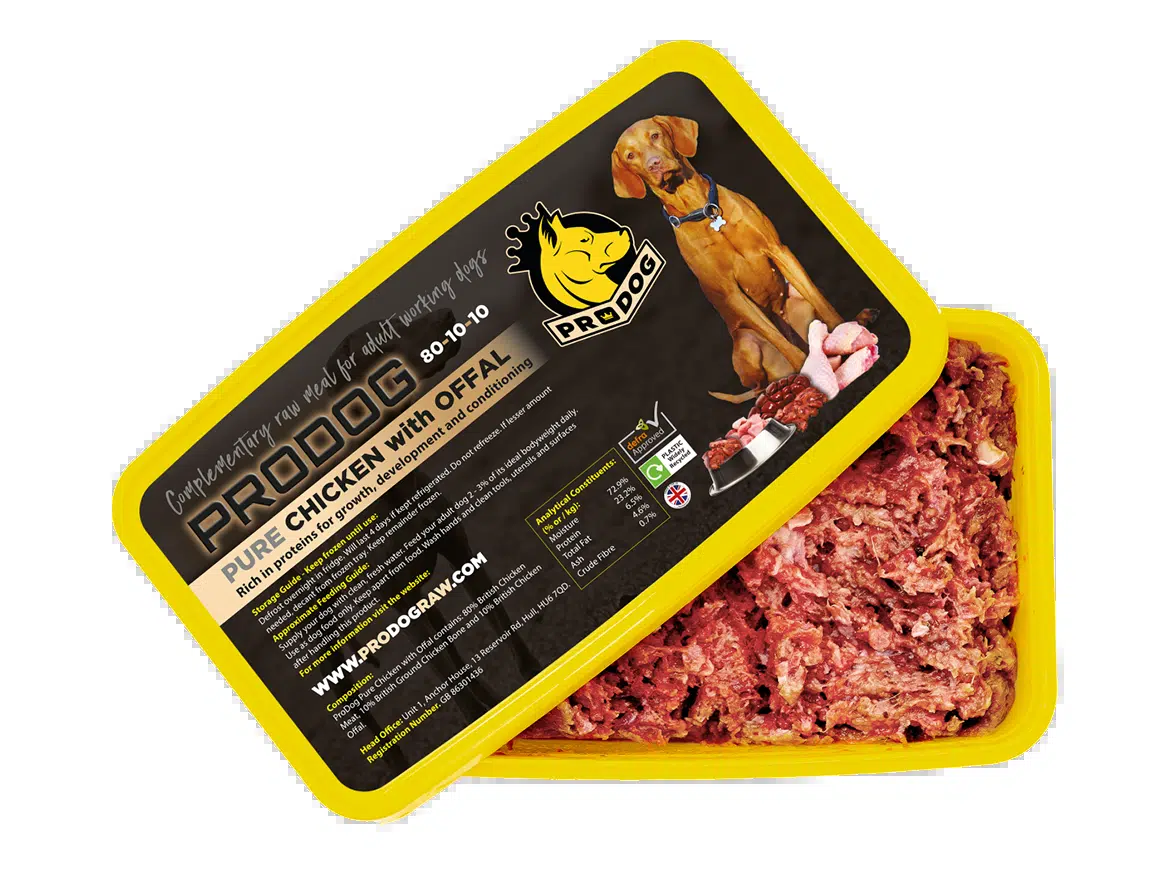 Complementary raw meal for adult working dogs
PRODOG 80-10-10
PURE CHICKEN with OFFAL
Rich in proteins for growth, development and conditioning
PRODOG
Storage Guide - Keep frozen until use:
Defrost overnight in fridge. Will last 4 days if kept refrigerated. Do not refreeze. If lesser amount
needed, decant from frozen tray. Keep remainder frozen.
Approximate Feeding Guide:
Supply your dog with clean, fresh water. Feed your adult dog 2 - 3% of its ideal bodyweight daily.
Use as dog food only. Keep apart from food. Wash hands and clean tools, utensils and surfaces
after handling this product.
For more information visit the website:
WWW.PRODOGRAW.COM
Composition:
ProDog Pure Chicken with Offal contains: 80% British Chicken
Meat, 10% British Ground Chicken Bone and 10% British Chicken
Offal.
Head Office: Unit 1, Anchor House, 13 Reservoir Rd, Hull, HU6 7QD.
Registration Number. GB 86301436
Analytical Constituents:
(% or / kg):
Moisture 72.9%
Protein 23.2%
Total Fat 6.5%
Ash 4.6%
Crude Fibre 0.7%
defra
Approved
PLASTIC
Widely
Recycled